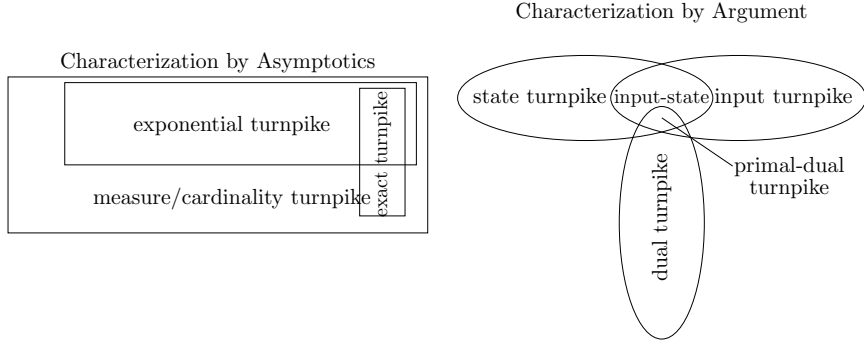 Characterization by Asymptotics
exponential turnpike
exact turnpike
measure/cardinality turnpike
Characterization by Argument
state turnpike
input-state
input turnpike
primal-dual
turnpike
dual turnpike